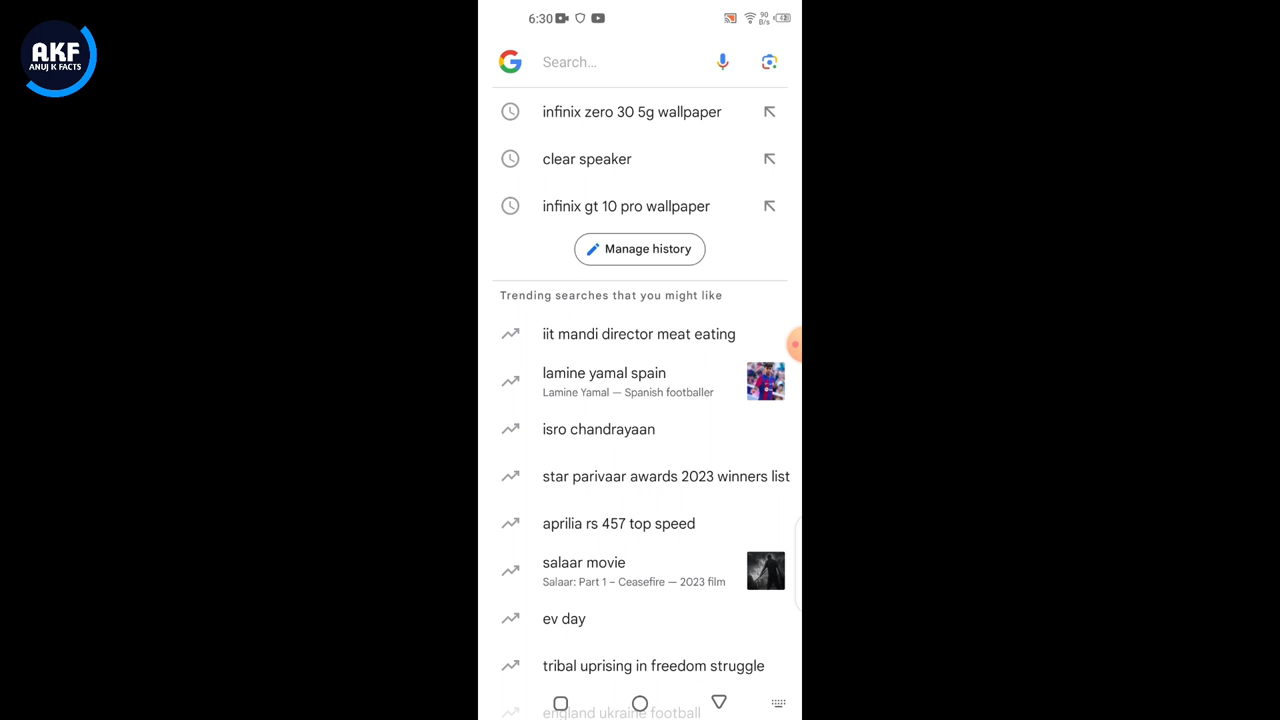 AKF
ANUJ K FACTS
6:30
90
B/s
42
Search...
infinix zero 30 5g wallpaper
clear speaker
infinix gt 10 pro wallpaper
Manage history
Trending searches that you might like
iit mandi director meat eating
lamine yamal spain
Lamine Yamal — Spanish footballer
isro chandrayaan
star parivaar awards 2023 winners list
aprilia rs 457 top speed
salaar movie
Salaar: Part 1 – Ceasefire — 2023 film
ev day
tribal uprising in freedom struggle
england ukraine football